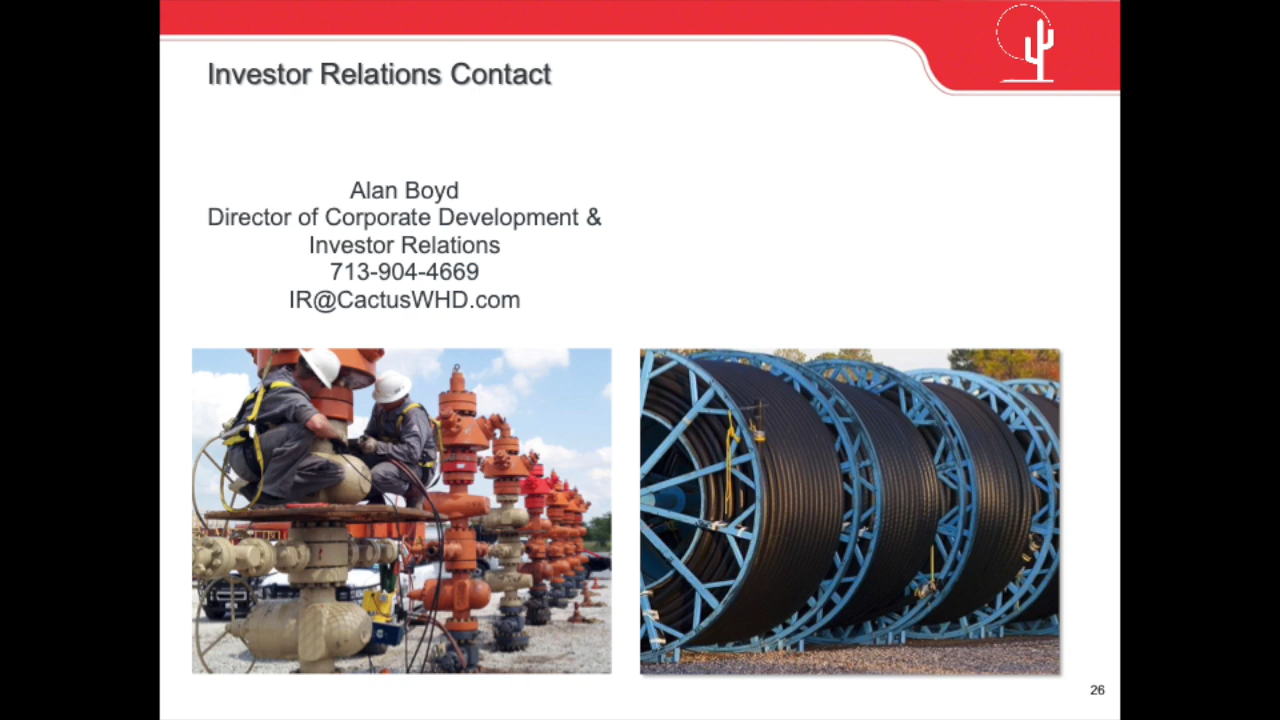 Investor Relations Contact
Alan Boyd
Director of Corporate Development &
Investor Relations
713-904-4669
IR@CactusWHD.com
26